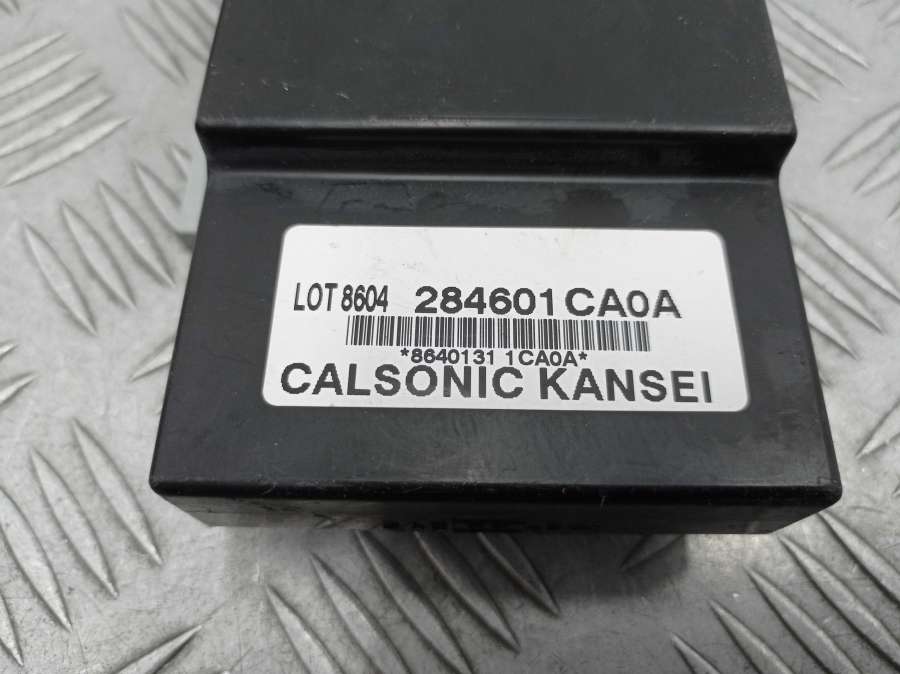 LOT 8604 284601CA0A
*8640131 1CA0A*
CALSONIC KANSEI